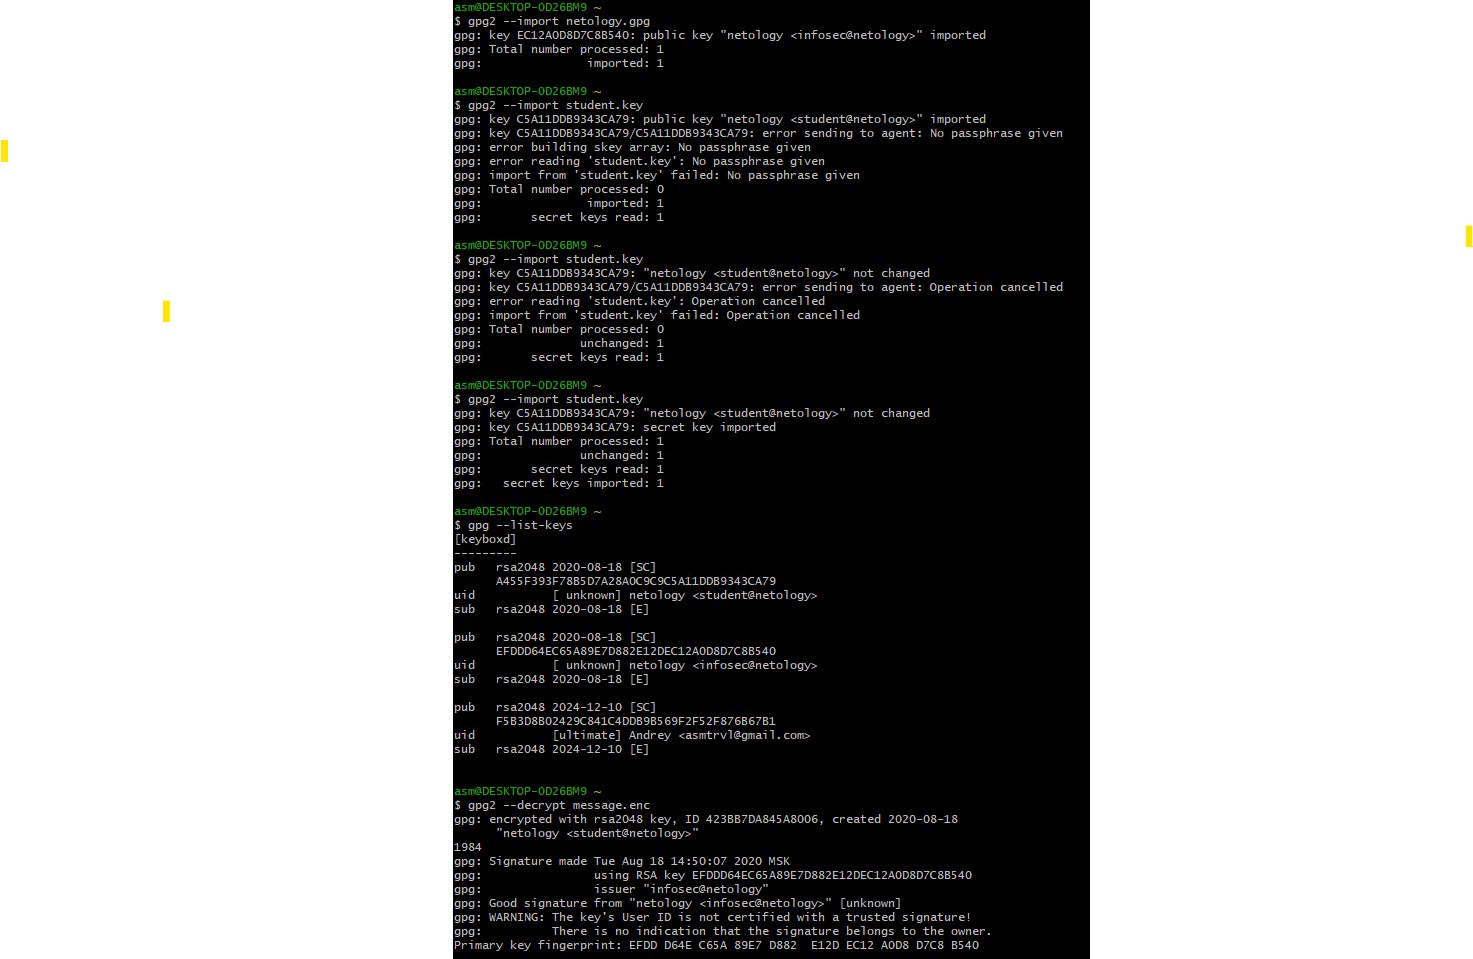 asm@DESKTOP-OD26BM9 ~
$ gpg2 --import netology.gpg
gpg: key EC12A0D8D7C8B540: public key "netology <infosec@netology>" imported
gpg: Total number processed: 1
gpg:               imported: 1
asm@DESKTOP-OD26BM9 ~
$ gpg2 --import student.key
gpg: key C5A11DDB9343CA79: public key "netology <student@netology>" imported
gpg: key C5A11DDB9343CA79/C5A11DDB9343CA79: error sending to agent: No passphrase given
gpg: error building skey array: No passphrase given
gpg: error reading 'student.key': No passphrase given
gpg: import from 'student.key' failed: No passphrase given
gpg: Total number processed: 0
gpg:               imported: 1
gpg:       secret keys read: 1
asm@DESKTOP-OD26BM9 ~
$ gpg2 --import student.key
gpg: key C5A11DDB9343CA79: "netology <student@netology>" not changed
gpg: key C5A11DDB9343CA79/C5A11DDB9343CA79: error sending to agent: Operation cancelled
gpg: error reading 'student.key': Operation cancelled
gpg: import from 'student.key' failed: Operation cancelled
gpg: Total number processed: 0
gpg:              unchanged: 1
gpg:       secret keys read: 1
asm@DESKTOP-OD26BM9 ~
$ gpg2 --import student.key
gpg: key C5A11DDB9343CA79: "netology <student@netology>" not changed
gpg: key C5A11DDB9343CA79: secret key imported
gpg: Total number processed: 1
gpg:              unchanged: 1
gpg:       secret keys read: 1
gpg:   secret keys imported: 1
asm@DESKTOP-OD26BM9 ~
$ gpg --list-keys
[keyboxd]
---------
pub   rsa2048 2020-08-18 [SC]
      A455F393F78B5D7A28A0C9C9C5A11DDB9343CA79
uid           [ unknown] netology <student@netology>
sub   rsa2048 2020-08-18 [E]
pub   rsa2048 2020-08-18 [SC]
      EFDDD64EC65A89E7D882E12DEC12A0D8D7C8B540
uid           [ unknown] netology <infosec@netology>
sub   rsa2048 2020-08-18 [E]
pub   rsa2048 2024-12-10 [SC]
      F5B3D8B02429C841C4DDB9B569F2F52F876B67B1
uid           [ultimate] Andrey <asmtrvl@gmail.com>
sub   rsa2048 2024-12-10 [E]
asm@DESKTOP-OD26BM9 ~
$ gpg2 --decrypt message.enc
gpg: encrypted with rsa2048 key, ID 423BB7DA845A8006, created 2020-08-18
      "netology <student@netology>"
1984
gpg: Signature made Tue Aug 18 14:50:07 2020 MSK
gpg:                using RSA key EFDDD64EC65A89E7D882E12DEC12A0D8D7C8B540
gpg:                issuer "infosec@netology"
gpg: Good signature from "netology <infosec@netology>" [unknown]
gpg: WARNING: The key's User ID is not certified with a trusted signature!
gpg:          There is no indication that the signature belongs to the owner.
Primary key fingerprint: EFDD D64E C65A 89E7 D882  E12D EC12 A0D8 D7C8 B540